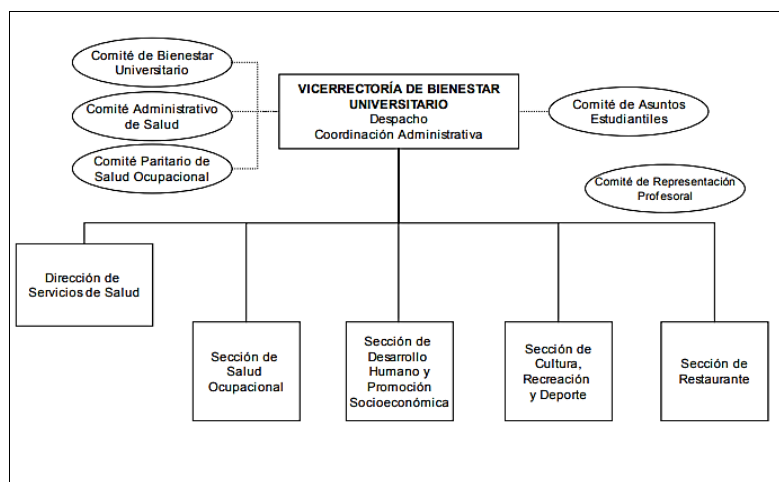 Comité de Bienestar
Universitario
VICERRECTORÍA DE BIENESTAR
UNIVERSITARIO
Despacho
Coordinación Administrativa
Comité Administrativo
de Salud
Comité de Asuntos
Estudiantiles
Comité Paritario de
Salud Ocupacional
Comité de Representación
Profesoral
Dirección de
Servicios de Salud
Sección de
Salud
Ocupacional
Sección de
Desarrollo
Humano y
Promoción
Socioeconómica
Sección de
Cultura,
Recreación
y Deporte
Sección de
Restaurante